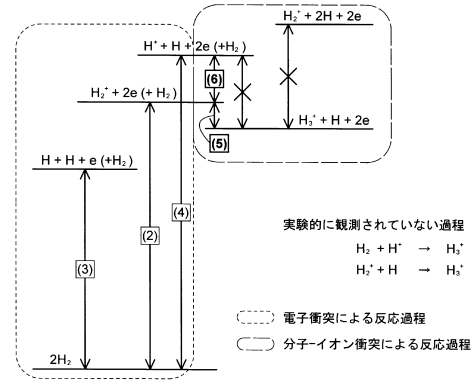 H₂⁺ + 2H + 2e
H⁺ + H + 2e (+H₂)
(6)
H₂⁺ + 2e (+ H₂)
H₃⁺ + H + 2e
(5)
H + H + e (+H₂)
(4)
(2)
(3)
実験的に観測されていない過程
H₂ + H⁺ → H₃⁺
H₂⁺ + H → H₃⁺
電子衝突による反応過程
分子−イオン衝突による反応過程
2H₂